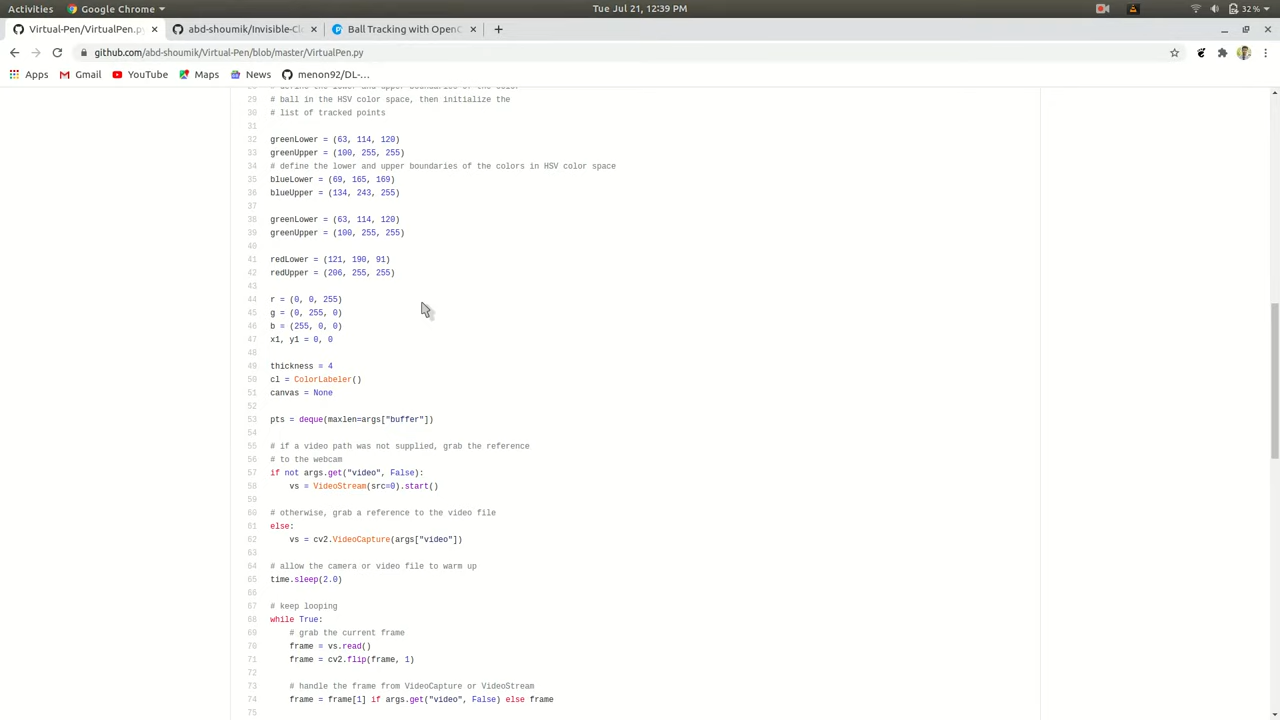 Activities
Google Chrome
Tue Jul 21, 12:39 PM
32 %
Virtual-Pen/VirtualPen.py
abd-shoumik/Invisible-Cl
Ball Tracking with OpenC
github.com/abd-shoumik/Virtual-Pen/blob/master/VirtualPen.py
Apps
Gmail
YouTube
Maps
News
menon92/DL-...
28 # define the lower and upper boundaries of the color
29 # ball in the HSV color space, then initialize the
30 # list of tracked points
31
32 greenLower = (63, 114, 120)
33 greenUpper = (100, 255, 255)
34 # define the lower and upper boundaries of the colors in HSV color space
35 blueLower = (69, 165, 169)
36 blueUpper = (134, 243, 255)
37
38 greenLower = (63, 114, 120)
39 greenUpper = (100, 255, 255)
40
41 redLower = (121, 190, 91)
42 redUpper = (206, 255, 255)
43
44 r = (0, 0, 255)
45 g = (0, 255, 0)
46 b = (255, 0, 0)
47 x1, y1 = 0, 0
48
49 thickness = 4
50 cl = ColorLabeler()
51 canvas = None
52
53 pts = deque(maxlen=args["buffer"])
54
55 # if a video path was not supplied, grab the reference
56 # to the webcam
57 if not args.get("video", False):
58 vs = VideoStream(src=0).start()
59
60 # otherwise, grab a reference to the video file
61 else:
62 vs = cv2.VideoCapture(args["video"])
63
64 # allow the camera or video file to warm up
65 time.sleep(2.0)
66
67 # keep looping
68 while True:
69 # grab the current frame
70 frame = vs.read()
71 frame = cv2.flip(frame, 1)
72
73 # handle the frame from VideoCapture or VideoStream
74 frame = frame[1] if args.get("video", False) else frame
75